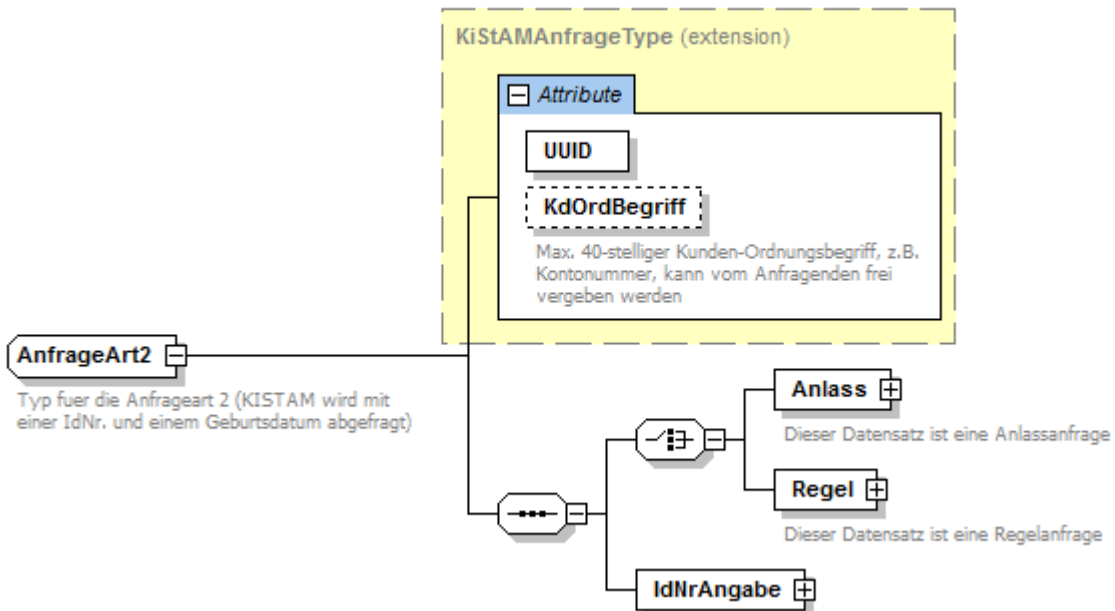 KiStAMAnfrageType (extension)
Attribute
UUID
KdOrdBegriff
Max. 40-stelliger Kunden-Ordnungsbegriff, z.B.
Kontonummer, kann vom Anfragenden frei
vergeben werden
AnfrageArt2
Typ fuer die Anfrageart 2 (KISTAM wird mit
einer IdNr. und einem Geburtsdatum abgefragt)
Anlass
Dieser Datensatz ist eine Anlassanfrage
Regel
Dieser Datensatz ist eine Regelanfrage
IdNrAngabe